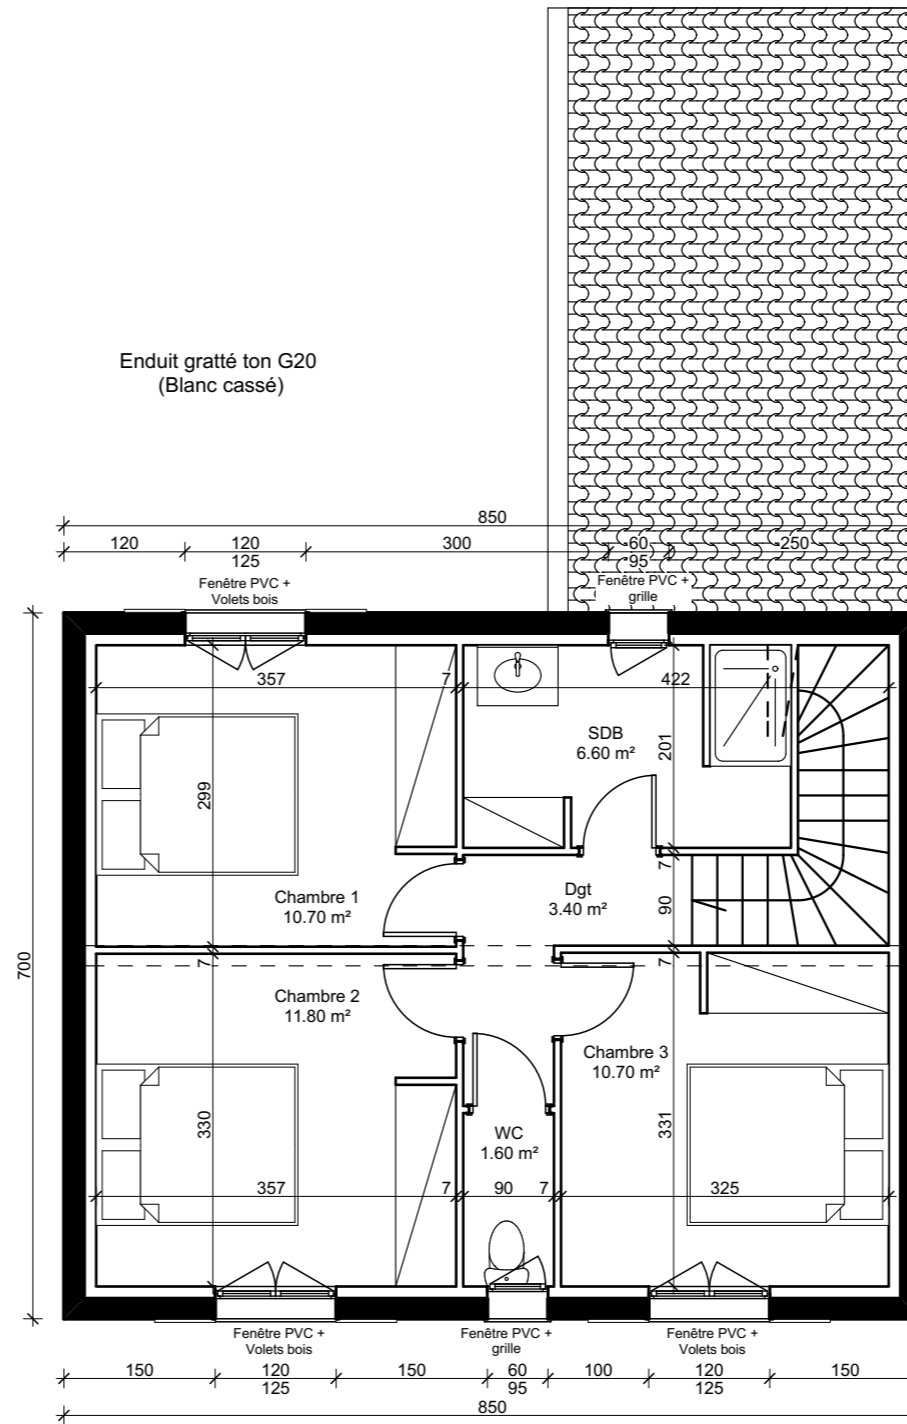 Enduit gratté ton G20
(Blanc cassé)
850
120
120
125
300
60
95
250
Fenêtre PVC +
Volets bois
Fenêtre PVC +
grille
357
7
422
SDB
6.60 m²
201
299
7
Chambre 1
10.70 m²
Dgt
3.40 m²
90
700
7
7
Chambre 2
11.80 m²
Chambre 3
10.70 m²
330
331
WC
1.60 m²
357
7
90
7
325
Fenêtre PVC +
Volets bois
Fenêtre PVC +
grille
Fenêtre PVC +
Volets bois
150
120
125
150
60
95
100
120
125
150
850